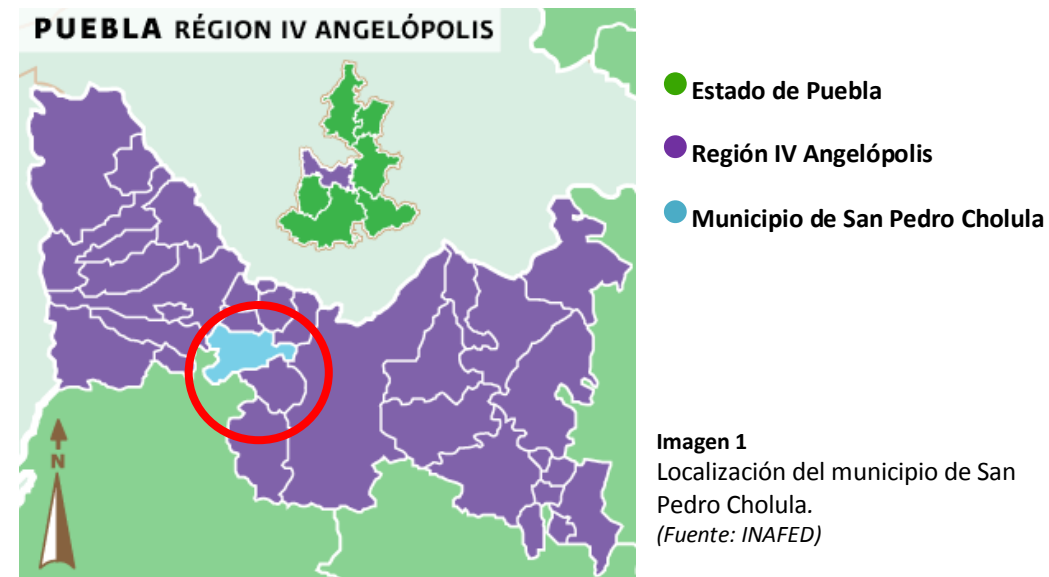 PUEBLA RÉGION IV ANGELÓPOLIS
Estado de Puebla
Región IV Angelópolis
Municipio de San Pedro Cholula
N
Imagen 1
Localización del municipio de San
Pedro Cholula.
(Fuente: INAFED)